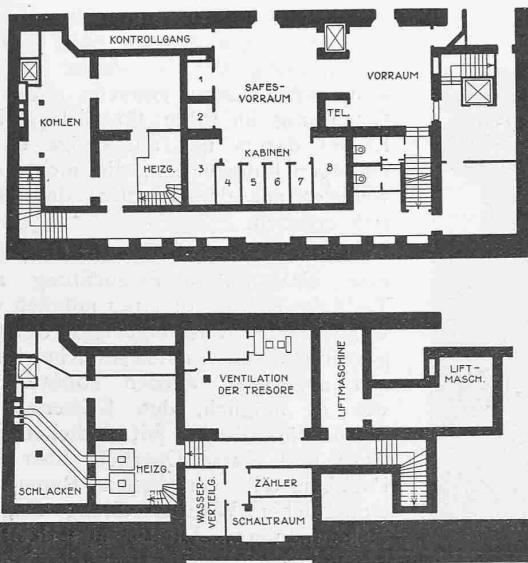 KONTROLLGANG
1
SAFES-
VORRAUM
VORRAUM
KOHLEN
2
TEL.
KABINEN
HEIZG.
3
4
5
6
7
8
VENTILATION
DER TRESORE
LIFTMASCHINE
LIFT-
MASCH.
HEIZG.
SCHLACKEN
WASSER-
VERTEILG.
ZÄHLER
SCHALTRAUM